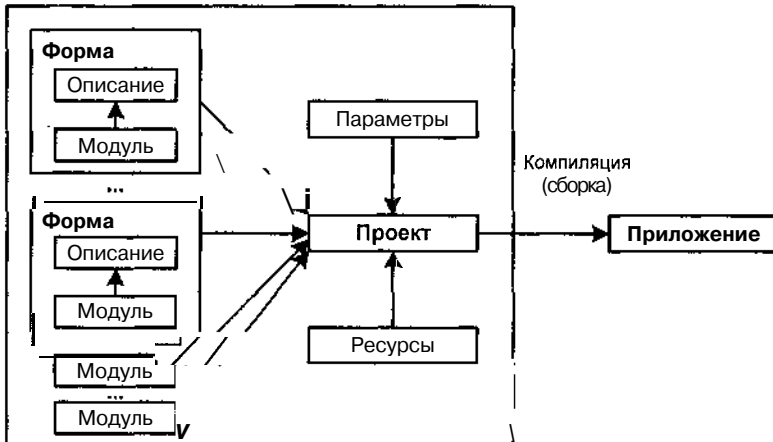 Форма
Описание
Модуль
...
Форма
Описание
Модуль
Модуль
...
Модуль
Параметры
Проект
Ресурсы
Компиляция
(сборка)
Приложение